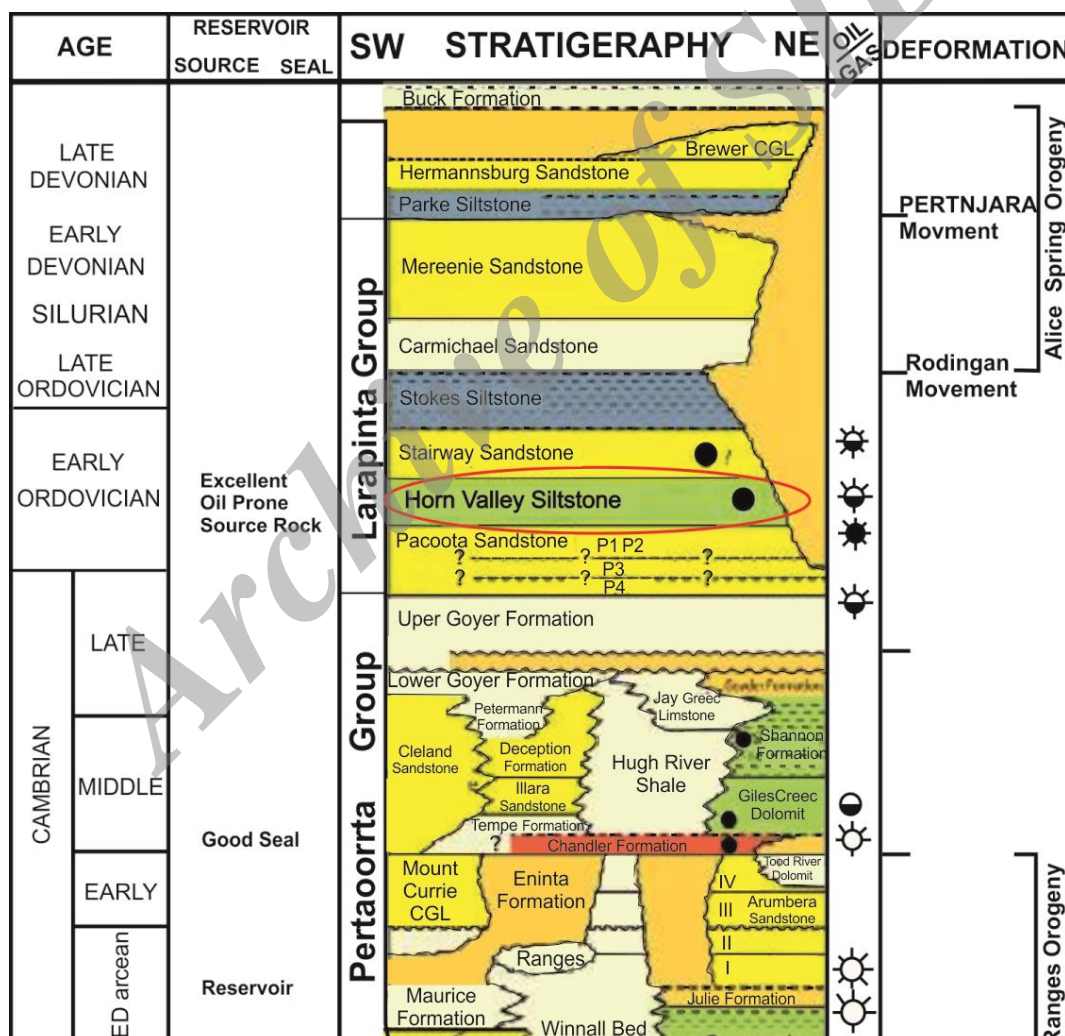 AGE
RESERVOIR
SOURCE SEAL
SW STRATIGERAPHY NE
OIL/
GAS
DEFORMATION
LATE
DEVONIAN
EARLY
DEVONIAN
SILURIAN
LATE
ORDOVICIAN
EARLY
ORDOVICIAN
CAMBRIAN
LATE
MIDDLE
EARLY
ED arcean
Excellent
Oil Prone
Source Rock
Good Seal
Reservoir
Larapinta Group
Pertaoorrta Group
Buck Formation
Brewer CGL
Hermannsburg Sandstone
Parke Siltstone
Mereenie Sandstone
Carmichael Sandstone
Stokes Siltstone
Stairway Sandstone
Horn Valley Siltstone
Pacoota Sandstone
P1 P2
? ? ?
P3
? ? ?
P4
Uper Goyer Formation
Lower Goyer Formation
Petermann
Formation
Jay Greec
Limstone
Cleland
Sandstone
Deception
Formation
Hugh River
Shale
Shannon
Formation
Illara
Sandstone
GilesCreec
Dolomit
Tempe Formation
?
Chandler Formation
Mount
Currie
CGL
Eninta
Formation
Tood River
Dolomit
IV
III
Arumbera
Sandstone
II
I
Ranges
Maurice
Formation
Julie Formation
Winnall Bed
PERTNJARA
Movment
Rodingan
Movement
Alice Spring Orogeny
Ranges Orogeny
Archive of